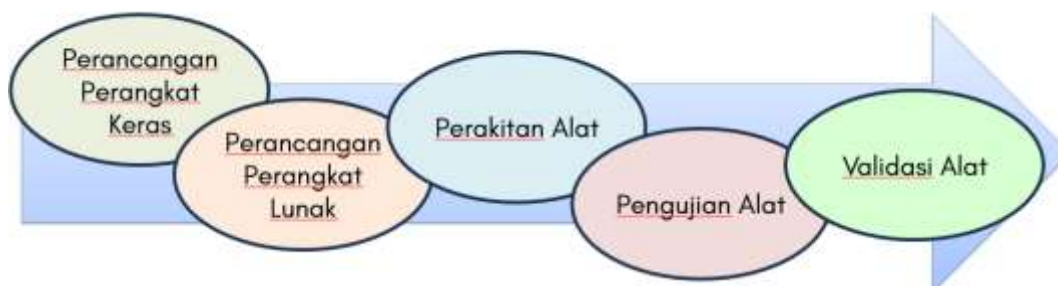 Perancangan
Perangkat
Keras
Perancangan
Perangkat
Lunak
Perakitan Alat
Pengujian Alat
Validasi Alat